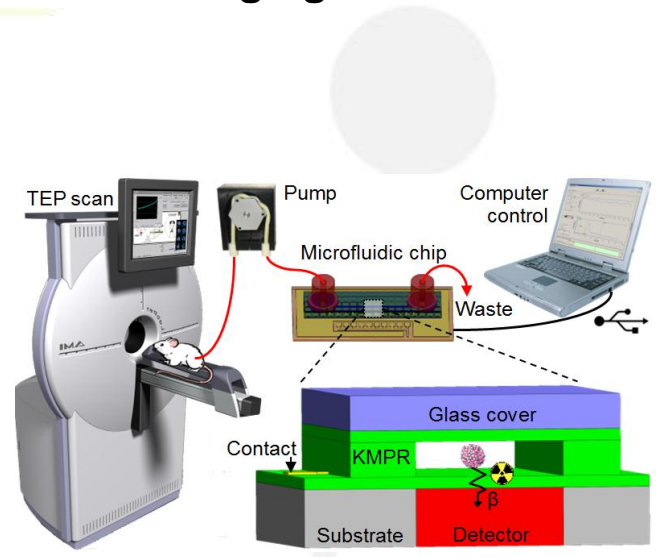 TEP scan
Pump
Computer
control
Microfluidic chip
Waste
Glass cover
Contact
KMPR
β
Substrate
Detector